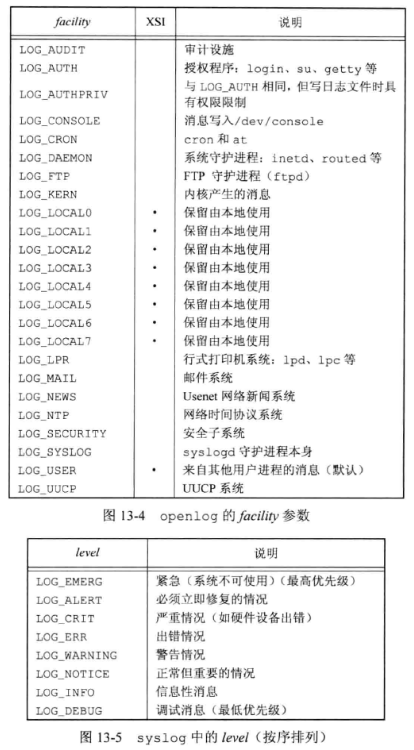 facility XSI 说明
LOG_AUDIT 审计设施
LOG_AUTH 授权程序：login、su、getty 等
LOG_AUTHPRIV 与 LOG_AUTH 相同，但写日志文件时具
有权限限制
LOG_CONSOLE 消息写入/dev/console
LOG_CRON cron 和 at
LOG_DAEMON 系统守护进程：inetd、routed 等
LOG_FTP FTP 守护进程（ftpd）
LOG_KERN 内核产生的消息
LOG_LOCAL0 • 保留由本地使用
LOG_LOCAL1 • 保留由本地使用
LOG_LOCAL2 • 保留由本地使用
LOG_LOCAL3 • 保留由本地使用
LOG_LOCAL4 • 保留由本地使用
LOG_LOCAL5 • 保留由本地使用
LOG_LOCAL6 • 保留由本地使用
LOG_LOCAL7 • 保留由本地使用
LOG_LPR 行式打印机系统：lpd、lpc 等
LOG_MAIL 邮件系统
LOG_NEWS Usenet 网络新闻系统
LOG_NTP 网络时间协议系统
LOG_SECURITY 安全子系统
LOG_SYSLOG syslogd 守护进程本身
LOG_USER • 来自其他用户进程的消息（默认）
LOG_UUCP UUCP 系统
图 13-4 openlog 的 facility 参数
level 说明
LOG_EMERG 紧急（系统不可使用）（最高优先级）
LOG_ALERT 必须立即修复的情况
LOG_CRIT 严重情况（如硬件设备出错）
LOG_ERR 出错情况
LOG_WARNING 警告情况
LOG_NOTICE 正常但重要的情况
LOG_INFO 信息性消息
LOG_DEBUG 调试消息（最低优先级）
图 13-5 syslog 中的 level（按序排列）